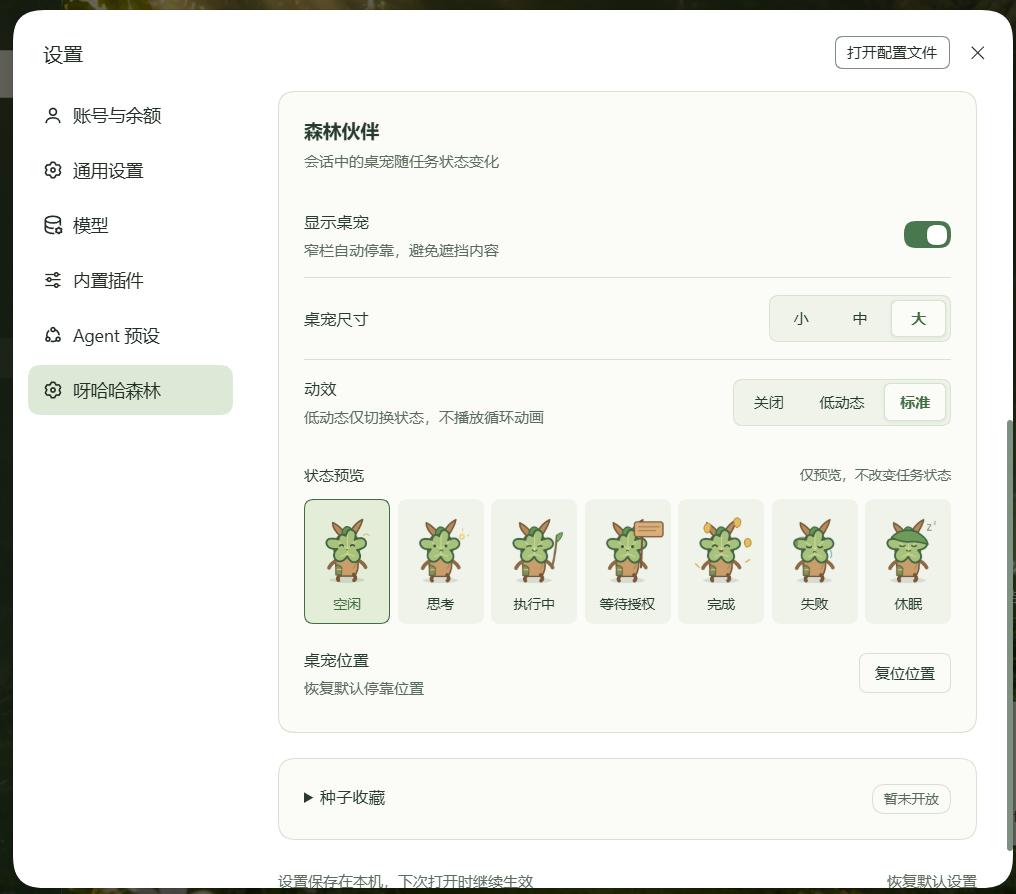 设置
打开配置文件
账号与余额
通用设置
模型
内置插件
Agent 预设
呀哈哈森林
森林伙伴
会话中的桌宠随任务状态变化
显示桌宠
窄栏自动停靠，避免遮挡内容
桌宠尺寸
小 中 大
动效
低动态仅切换状态，不播放循环动画
关闭 低动态 标准
状态预览
仅预览，不改变任务状态
空闲 思考 执行中 等待授权 完成 失败 休眠
桌宠位置
恢复默认停靠位置
复位位置
种子收藏
暂未开放
设置保存在本机，下次打开时继续生效
恢复默认设置